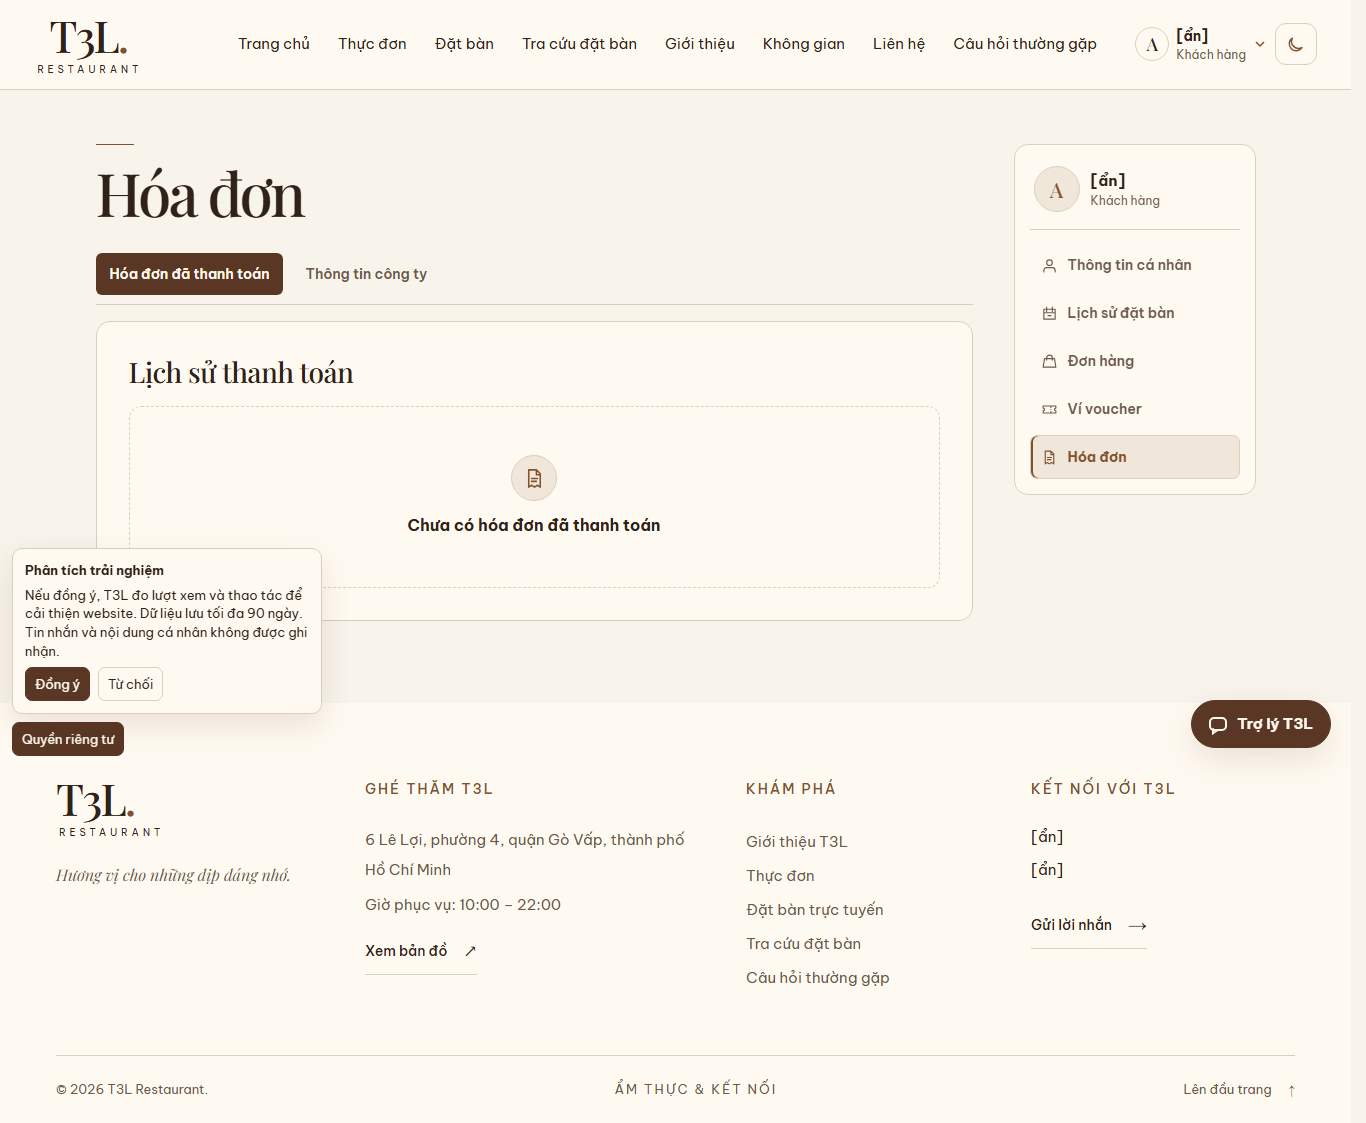 T3L.
RESTAURANT
Trang chủ
Thực đơn
Đặt bàn
Tra cứu đặt bàn
Giới thiệu
Không gian
Liên hệ
Câu hỏi thường gặp
A
[ẩn]
Khách hàng
Hóa đơn
Hóa đơn đã thanh toán
Thông tin công ty
Lịch sử thanh toán
Chưa có hóa đơn đã thanh toán
A
[ẩn]
Khách hàng
Thông tin cá nhân
Lịch sử đặt bàn
Đơn hàng
Ví voucher
Hóa đơn
Phân tích trải nghiệm
Nếu đồng ý, T3L đo lượt xem và thao tác để
cải thiện website. Dữ liệu lưu tối đa 90 ngày.
Tin nhắn và nội dung cá nhân không được ghi
nhận.
Đồng ý
Từ chối
Quyền riêng tư
Trợ lý T3L
T3L.
RESTAURANT
Hương vị cho những dịp đáng nhớ.
GHÉ THĂM T3L
6 Lê Lợi, phường 4, quận Gò Vấp, thành phố
Hồ Chí Minh
Giờ phục vụ: 10:00 – 22:00
Xem bản đồ ↗
KHÁM PHÁ
Giới thiệu T3L
Thực đơn
Đặt bàn trực tuyến
Tra cứu đặt bàn
Câu hỏi thường gặp
KẾT NỐI VỚI T3L
[ẩn]
[ẩn]
Gửi lời nhắn →
© 2026 T3L Restaurant.
ẨM THỰC & KẾT NỐI
Lên đầu trang ↑